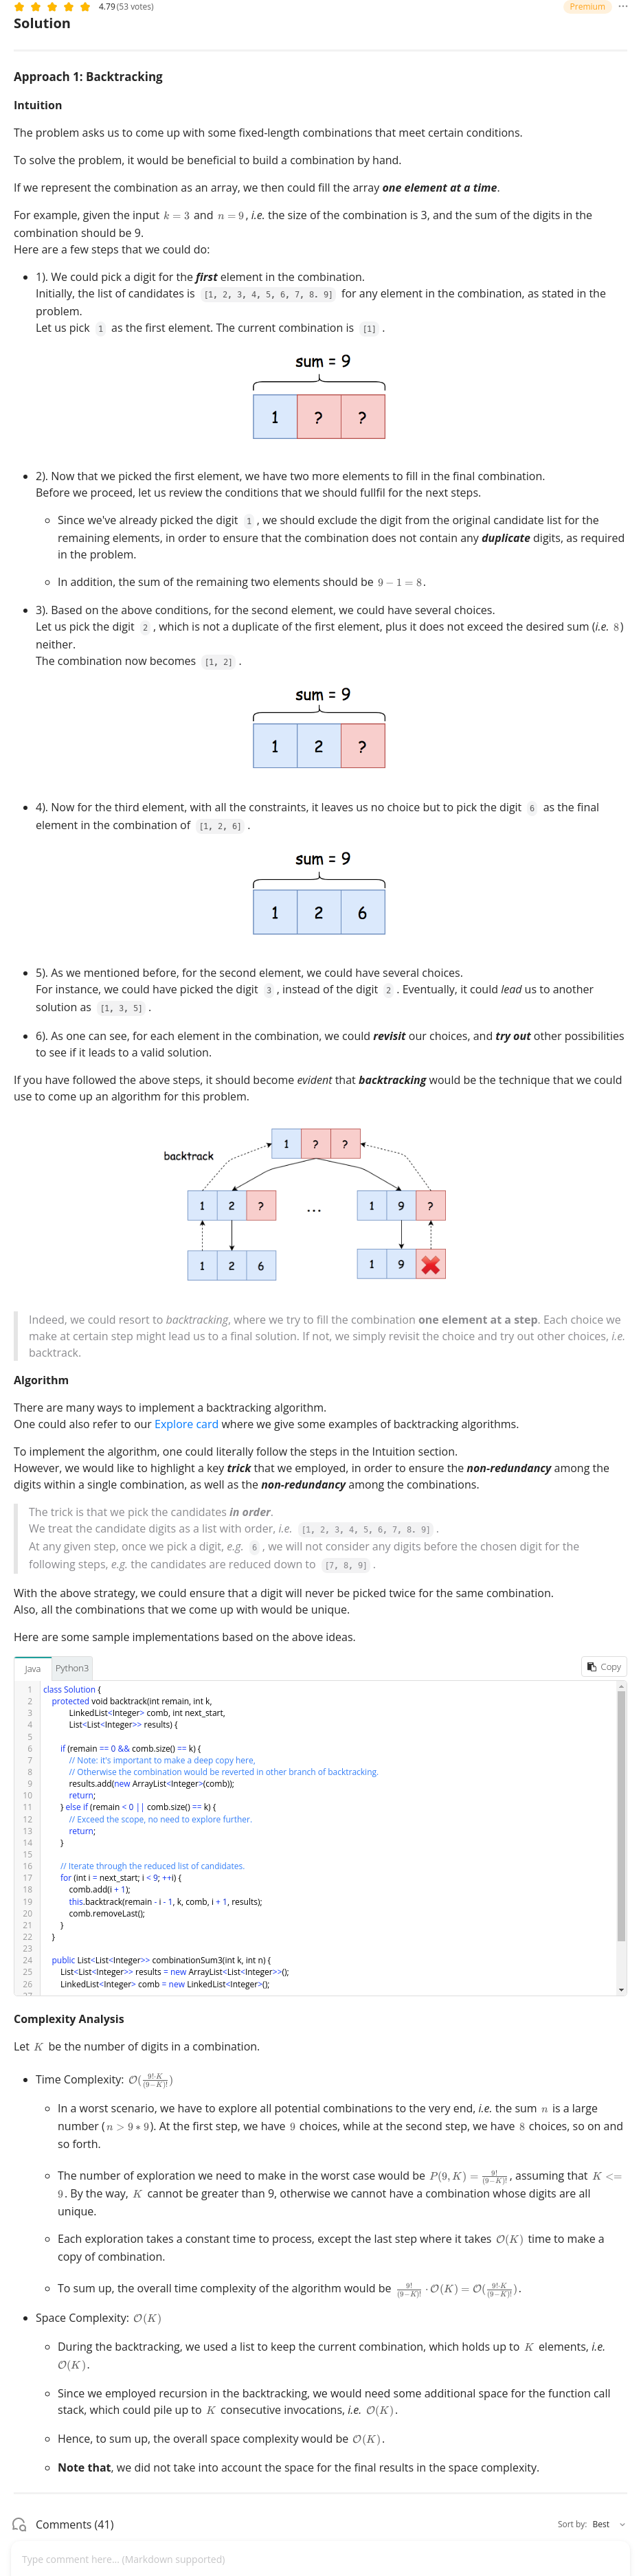 4.79 (53 votes)
Premium
Solution
Approach 1: Backtracking
Intuition
The problem asks us to come up with some fixed-length combinations that meet certain conditions.
To solve the problem, it would be beneficial to build a combination by hand.
If we represent the combination as an array, we then could fill the array one element at a time.
For example, given the input k = 3 and n = 9, i.e. the size of the combination is 3, and the sum of the digits in the
combination should be 9.
Here are a few steps that we could do:
1). We could pick a digit for the first element in the combination.
Initially, the list of candidates is [1, 2, 3, 4, 5, 6, 7, 8. 9] for any element in the combination, as stated in the
problem.
Let us pick 1 as the first element. The current combination is [1] .
sum = 9
1 ? ?
2). Now that we picked the first element, we have two more elements to fill in the final combination.
Before we proceed, let us review the conditions that we should fullfil for the next steps.
Since we've already picked the digit 1 , we should exclude the digit from the original candidate list for the
remaining elements, in order to ensure that the combination does not contain any duplicate digits, as required
in the problem.
In addition, the sum of the remaining two elements should be 9 − 1 = 8.
3). Based on the above conditions, for the second element, we could have several choices.
Let us pick the digit 2 , which is not a duplicate of the first element, plus it does not exceed the desired sum (i.e. 8)
neither.
The combination now becomes [1, 2] .
sum = 9
1 2 ?
4). Now for the third element, with all the constraints, it leaves us no choice but to pick the digit 6 as the final
element in the combination of [1, 2, 6] .
sum = 9
1 2 6
5). As we mentioned before, for the second element, we could have several choices.
For instance, we could have picked the digit 3 , instead of the digit 2 . Eventually, it could lead us to another
solution as [1, 3, 5] .
6). As one can see, for each element in the combination, we could revisit our choices, and try out other possibilities
to see if it leads to a valid solution.
If you have followed the above steps, it should become evident that backtracking would be the technique that we could
use to come up an algorithm for this problem.
1 ? ?
backtrack
1 2 ? ... 1 9 ?
1 2 6 1 9
Indeed, we could resort to backtracking, where we try to fill the combination one element at a step. Each choice we
make at certain step might lead us to a final solution. If not, we simply revisit the choice and try out other choices, i.e.
backtrack.
Algorithm
There are many ways to implement a backtracking algorithm.
One could also refer to our Explore card where we give some examples of backtracking algorithms.
To implement the algorithm, one could literally follow the steps in the Intuition section.
However, we would like to highlight a key trick that we employed, in order to ensure the non-redundancy among the
digits within a single combination, as well as the non-redundancy among the combinations.
The trick is that we pick the candidates in order.
We treat the candidate digits as a list with order, i.e. [1, 2, 3, 4, 5, 6, 7, 8. 9] .
At any given step, once we pick a digit, e.g. 6 , we will not consider any digits before the chosen digit for the
following steps, e.g. the candidates are reduced down to [7, 8, 9] .
With the above strategy, we could ensure that a digit will never be picked twice for the same combination.
Also, all the combinations that we come up with would be unique.
Here are some sample implementations based on the above ideas.
Java Python3 Copy
1 class Solution {
2 protected void backtrack(int remain, int k,
3 LinkedList<Integer> comb, int next_start,
4 List<List<Integer>> results) {
5
6 if (remain == 0 && comb.size() == k) {
7 // Note: it's important to make a deep copy here,
8 // Otherwise the combination would be reverted in other branch of backtracking.
9 results.add(new ArrayList<Integer>(comb));
10 return;
11 } else if (remain < 0 || comb.size() == k) {
12 // Exceed the scope, no need to explore further.
13 return;
14 }
15
16 // Iterate through the reduced list of candidates.
17 for (int i = next_start; i < 9; ++i) {
18 comb.add(i + 1);
19 this.backtrack(remain - i - 1, k, comb, i + 1, results);
20 comb.removeLast();
21 }
22 }
23
24 public List<List<Integer>> combinationSum3(int k, int n) {
25 List<List<Integer>> results = new ArrayList<List<Integer>>();
26 LinkedList<Integer> comb = new LinkedList<Integer>();
Complexity Analysis
Let K be the number of digits in a combination.
Time Complexity: O(9!·K/(9−K)!)
In a worst scenario, we have to explore all potential combinations to the very end, i.e. the sum n is a large
number (n > 9 ∗ 9). At the first step, we have 9 choices, while at the second step, we have 8 choices, so on and
so forth.
The number of exploration we need to make in the worst case would be P(9, K) = 9!/(9−K)!, assuming that K <=
9. By the way, K cannot be greater than 9, otherwise we cannot have a combination whose digits are all
unique.
Each exploration takes a constant time to process, except the last step where it takes O(K) time to make a
copy of combination.
To sum up, the overall time complexity of the algorithm would be 9!/(9−K)! · O(K) = O(9!·K/(9−K)!).
Space Complexity: O(K)
During the backtracking, we used a list to keep the current combination, which holds up to K elements, i.e.
O(K).
Since we employed recursion in the backtracking, we would need some additional space for the function call
stack, which could pile up to K consecutive invocations, i.e. O(K).
Hence, to sum up, the overall space complexity would be O(K).
Note that, we did not take into account the space for the final results in the space complexity.
Comments (41)
Sort by: Best
Type comment here... (Markdown supported)